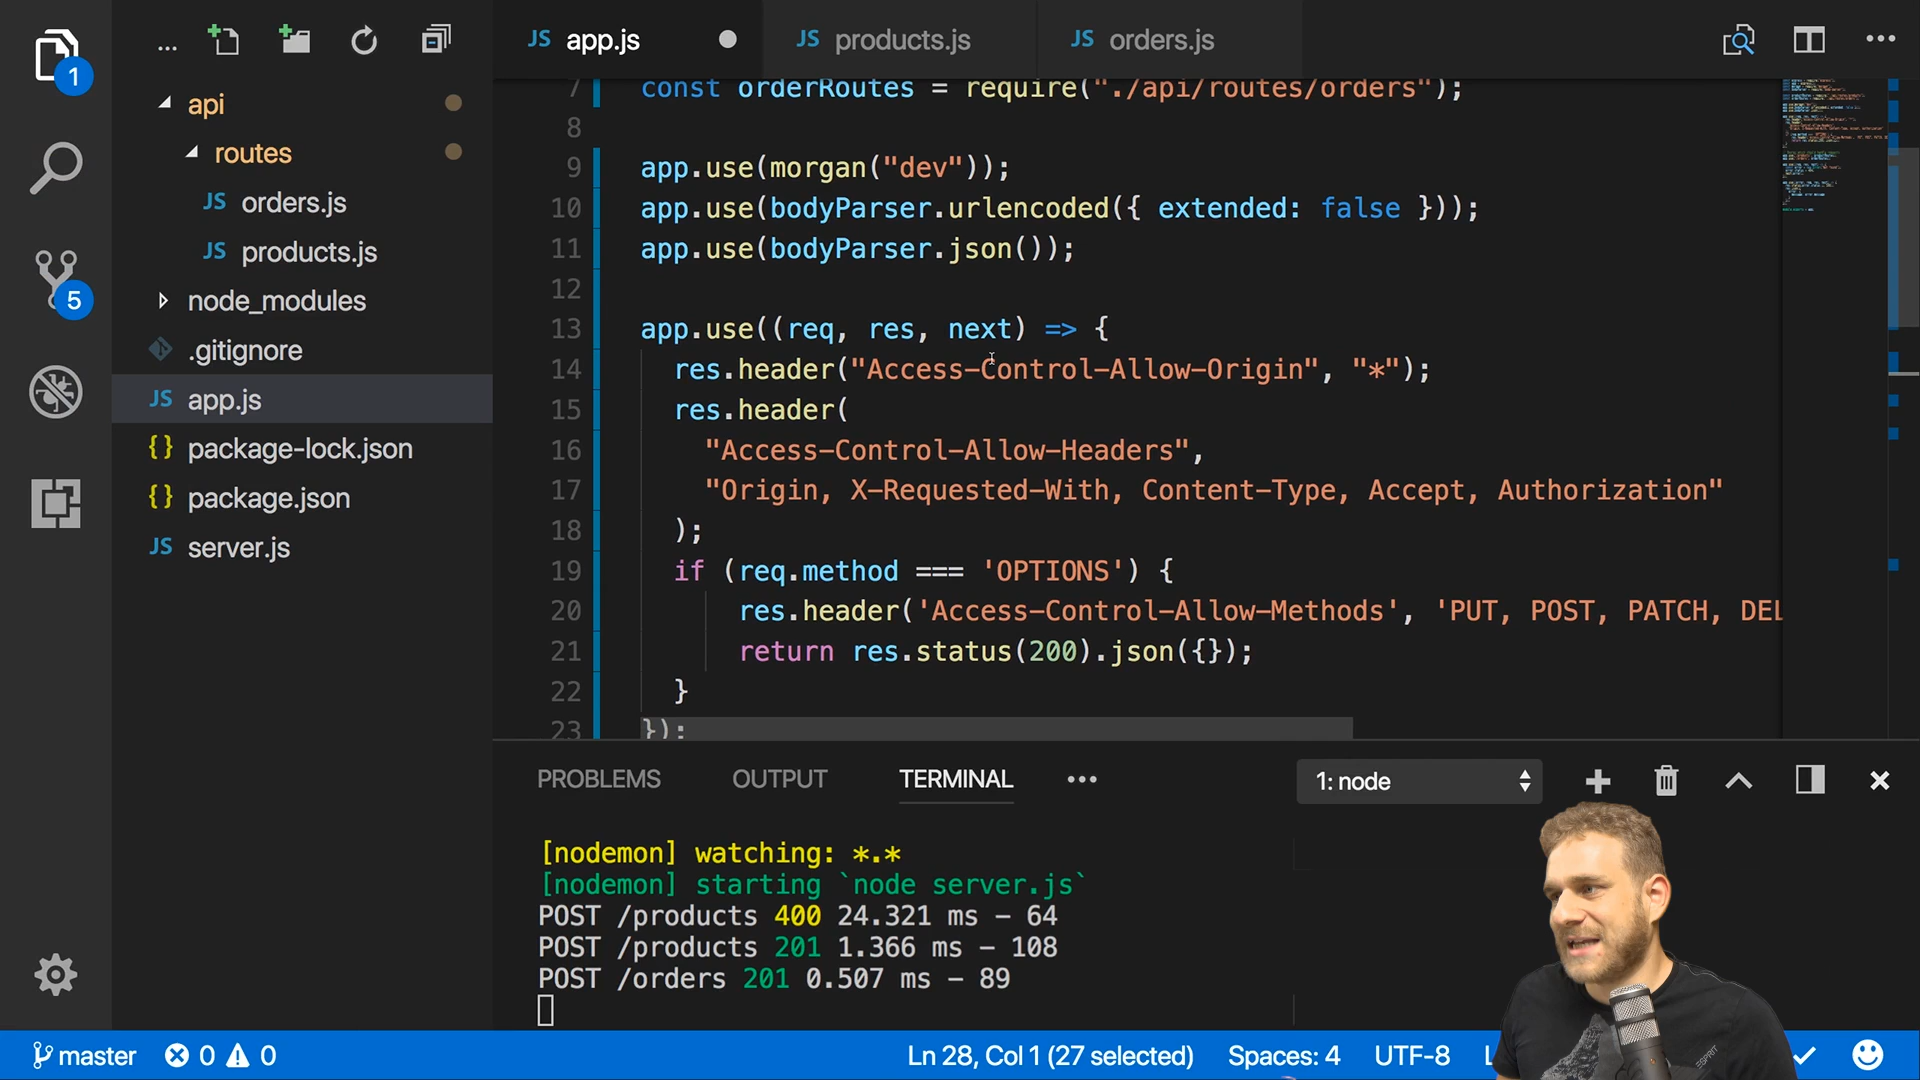 1
5
...
api
routes
JS orders.js
JS products.js
node_modules
.gitignore
JS app.js
{} package-lock.json
{} package.json
JS server.js
JS app.js
JS products.js
JS orders.js
7 const orderRoutes = require("./api/routes/orders");
8
9 app.use(morgan("dev"));
10 app.use(bodyParser.urlencoded({ extended: false }));
11 app.use(bodyParser.json());
12
13 app.use((req, res, next) => {
14 res.header("Access-Control-Allow-Origin", "*");
15 res.header(
16 "Access-Control-Allow-Headers",
17 "Origin, X-Requested-With, Content-Type, Accept, Authorization"
18 );
19 if (req.method === 'OPTIONS') {
20 res.header('Access-Control-Allow-Methods', 'PUT, POST, PATCH, DEL
21 return res.status(200).json({});
22 }
23 });
PROBLEMS OUTPUT TERMINAL ... 1: node
[nodemon] watching: *.*
[nodemon] starting `node server.js`
POST /products 400 24.321 ms - 64
POST /products 201 1.366 ms - 108
POST /orders 201 0.507 ms - 89
master 0 0 Ln 28, Col 1 (27 selected) Spaces: 4 UTF-8
ESPRIT